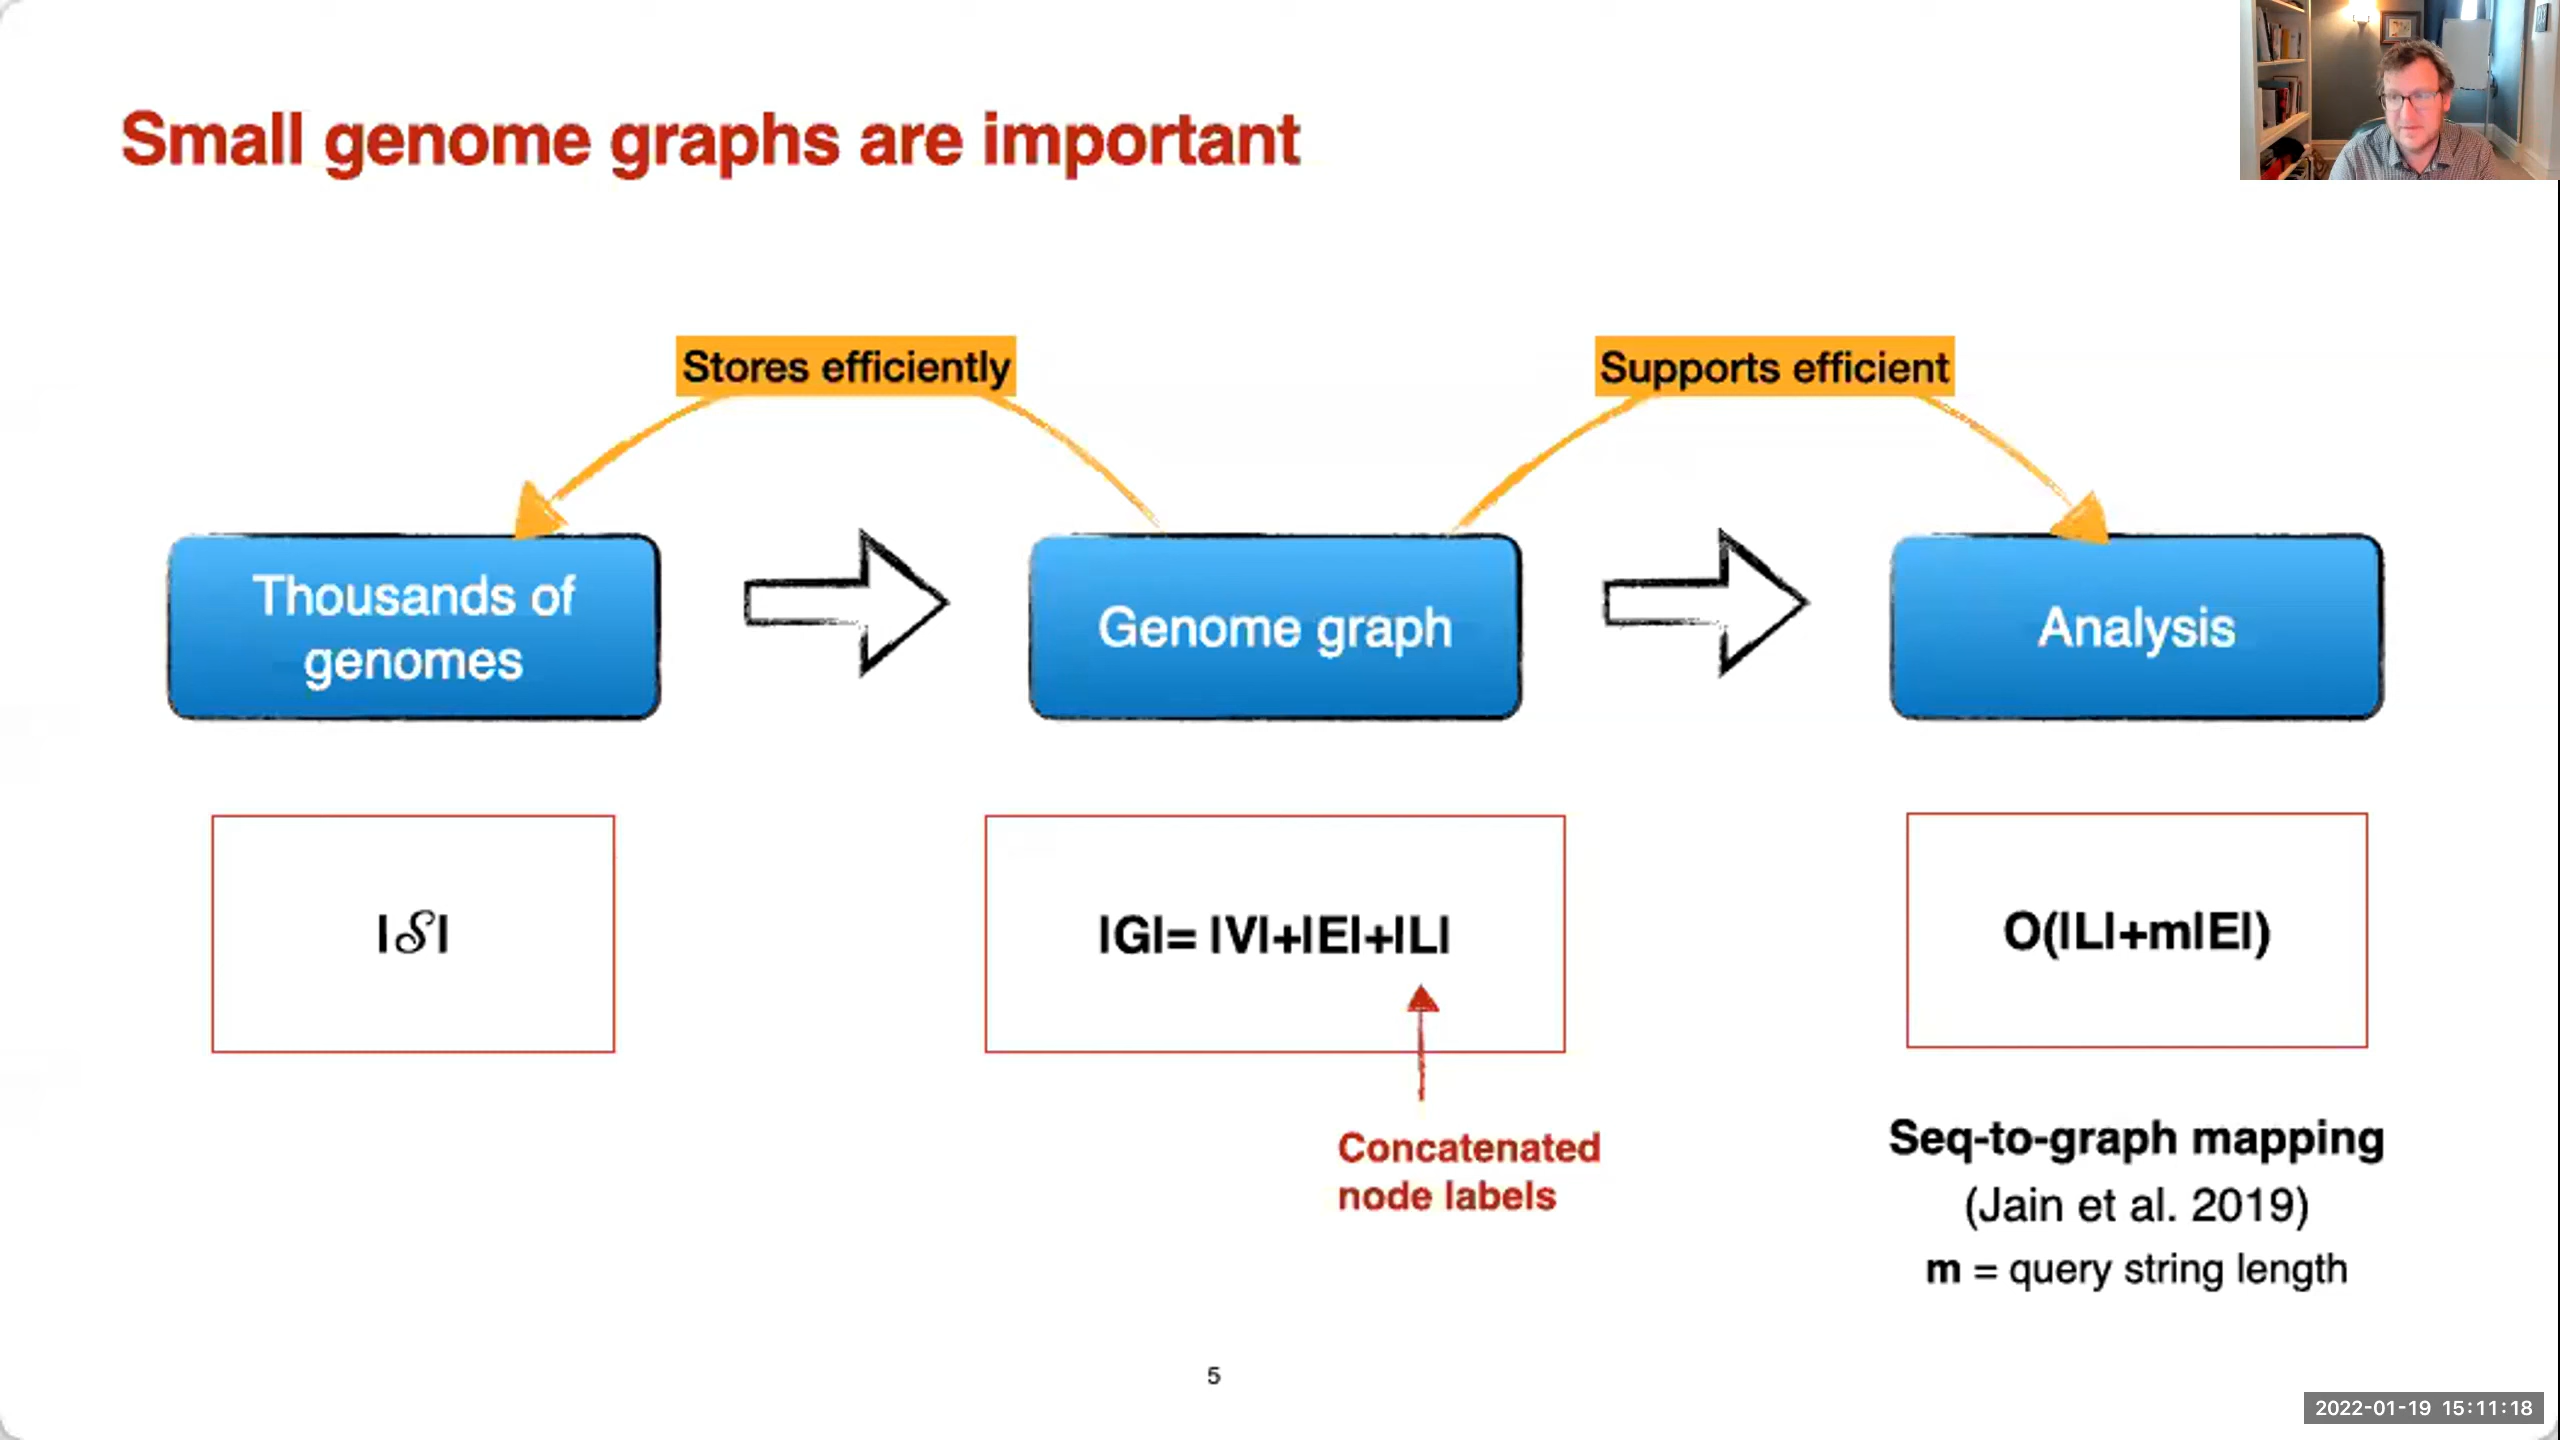 Small genome graphs are important
Stores efficiently
Supports efficient
Thousands of
genomes
Genome graph
Analysis
|𝒮|
|G|= |V|+|E|+|L|
O(|L|+m|E|)
Concatenated
node labels
Seq-to-graph mapping
(Jain et al. 2019)
m = query string length
5
2022-01-19 15:11:18